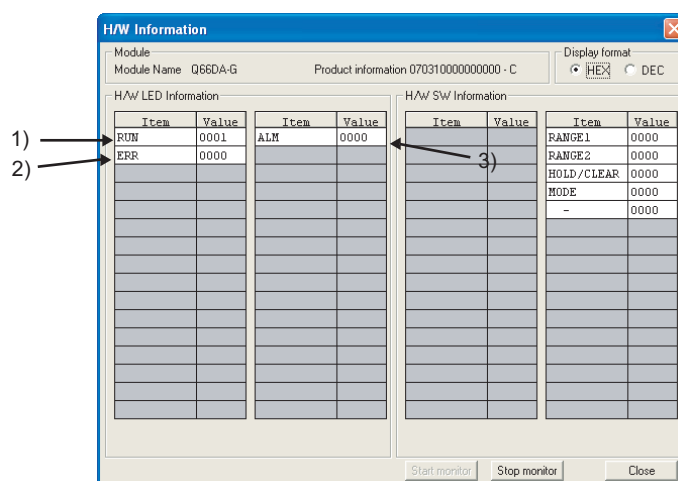 H/W Information
Module
Module Name Q66DA-G
Product information 070310000000000 - C
Display format
HEX
DEC
H/W LED Information
Item Value Item Value
RUN 0001 ALM 0000
ERR 0000
H/W SW Information
Item Value Item Value
RANGE1 0000
RANGE2 0000
HOLD/CLEAR 0000
MODE 0000
- 0000
1)
2)
3)
Start monitor
Stop monitor
Close